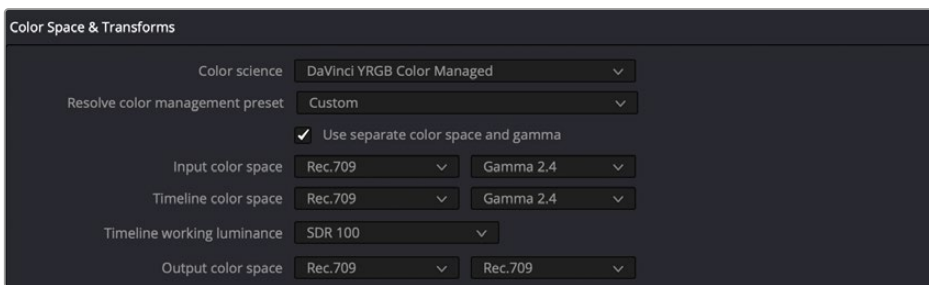 Color Space & Transforms
Color science DaVinci YRGB Color Managed
Resolve color management preset Custom
Use separate color space and gamma
Input color space Rec.709 Gamma 2.4
Timeline color space Rec.709 Gamma 2.4
Timeline working luminance SDR 100
Output color space Rec.709 Rec.709